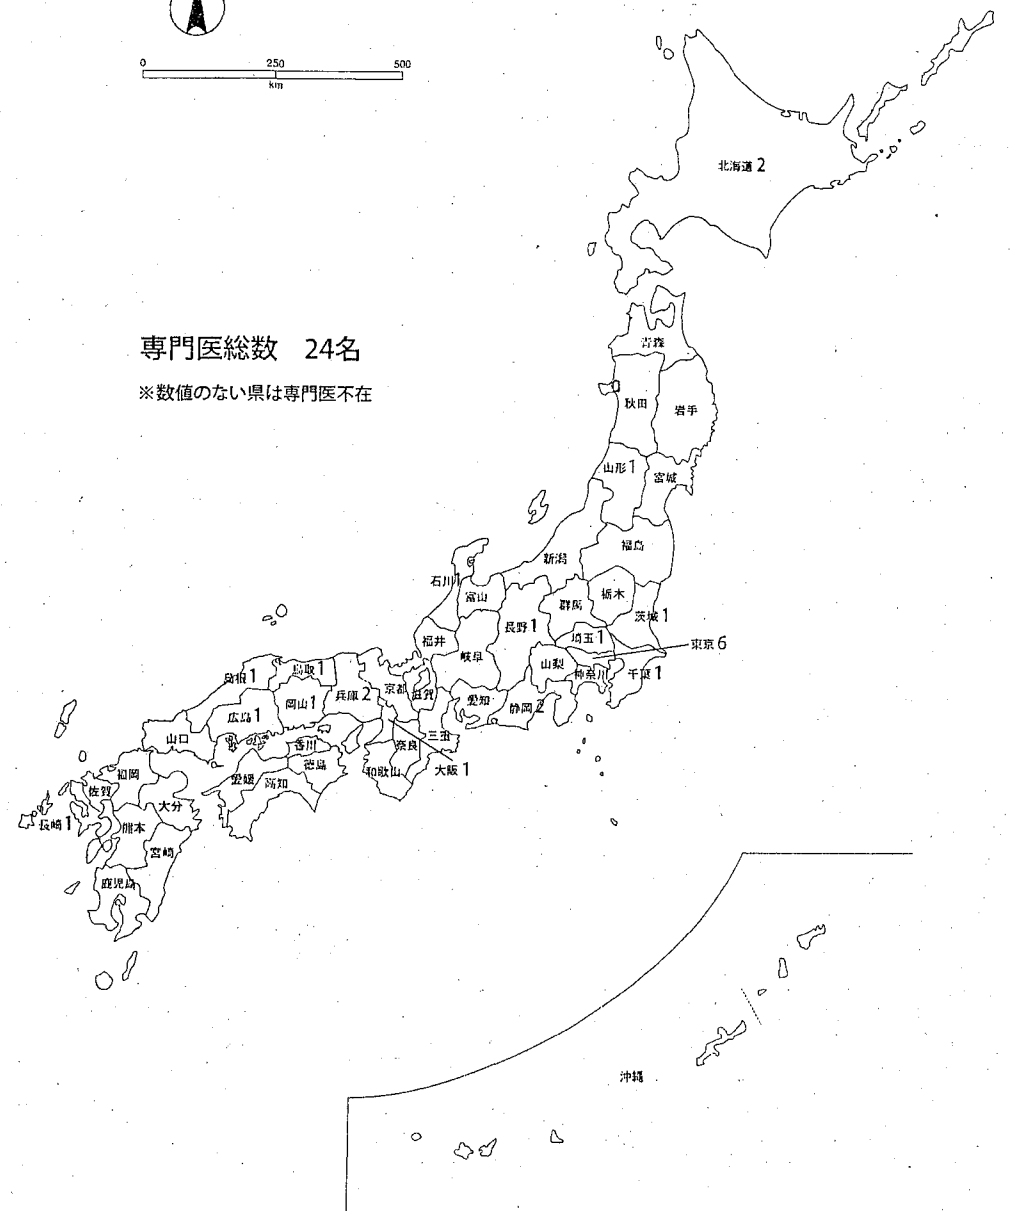 0 250 500
km
北海道 2
専門医総数 24名
※数値のない県は専門医不在
青森
秋田
岩手
山形 1
宮城
新潟
福島
石川 1
富山
群馬
栃木
茨城 1
長野 1
埼玉 1
東京 6
福井
岐阜
山梨
神奈川
千葉 1
島根 1
鳥取 1
兵庫 2
京都
滋賀
愛知
静岡 2
岡山 1
広島 1
山口
三重
奈良
大阪 1
香川
徳島
和歌山
愛媛
高知
福岡
佐賀
大分
長崎 1
熊本
宮崎
鹿児島
沖縄